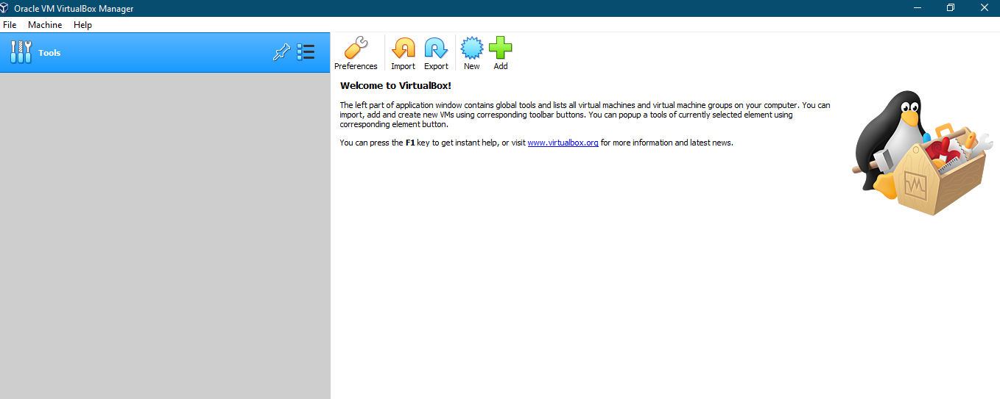 Oracle VM VirtualBox Manager
File Machine Help
Tools
Preferences Import Export New Add
Welcome to VirtualBox!
The left part of application window contains global tools and lists all virtual machines and virtual machine groups on your computer. You can
import, add and create new VMs using corresponding toolbar buttons. You can popup a tools of currently selected element using
corresponding element button.
You can press the F1 key to get instant help, or visit www.virtualbox.org for more information and latest news.